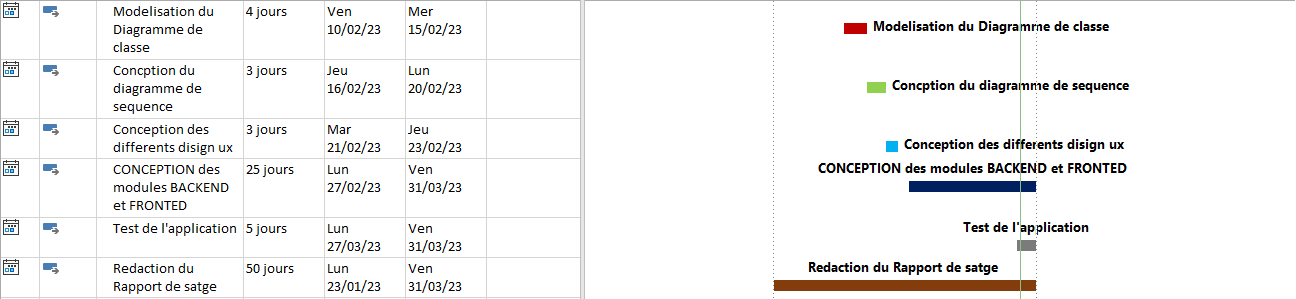 Modelisation du
Diagramme de
classe
4 jours
Ven
10/02/23
Mer
15/02/23
Modelisation du Diagramme de classe
Concption du
diagramme de
sequence
3 jours
Jeu
16/02/23
Lun
20/02/23
Concption du diagramme de sequence
Conception des
differents disign ux
3 jours
Mar
21/02/23
Jeu
23/02/23
Conception des differents disign ux
CONCEPTION des
modules BACKEND
et FRONTED
25 jours
Lun
27/02/23
Ven
31/03/23
CONCEPTION des modules BACKEND et FRONTED
Test de l'application
5 jours
Lun
27/03/23
Ven
31/03/23
Test de l'application
Redaction du
Rapport de satge
50 jours
Lun
23/01/23
Ven
31/03/23
Redaction du Rapport de satge